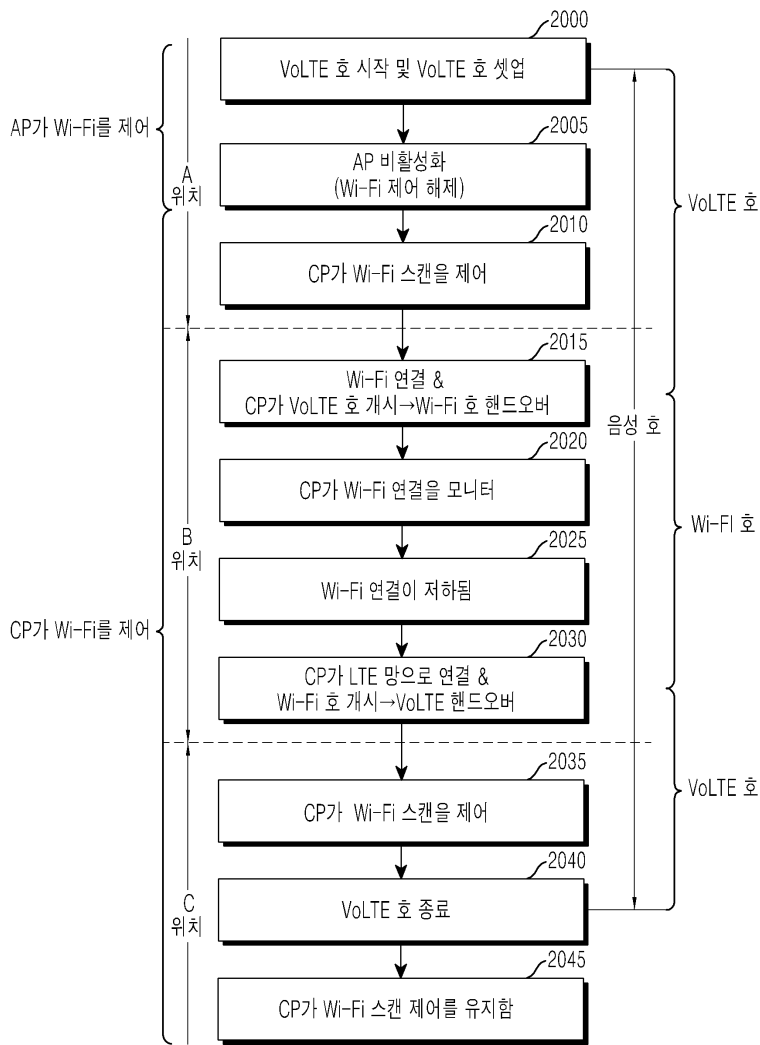 2000
VoLTE 호 시작 및 VoLTE 호 셋업
AP가 Wi-Fi를 제어
2005
AP 비활성화
(Wi-Fi 제어 해제)
A
위치
VoLTE 호
2010
CP가 Wi-Fi 스캔을 제어
2015
Wi-Fi 연결 &
CP가 VoLTE 호 개시→Wi-Fi 호 핸드오버
음성 호
2020
CP가 Wi-Fi 연결을 모니터
Wi-FI 호
B
위치
2025
Wi-Fi 연결이 저하됨
CP가 Wi-Fi를 제어
2030
CP가 LTE 망으로 연결 &
Wi-Fi 호 개시→VoLTE 핸드오버
2035
CP가 Wi-Fi 스캔을 제어
VoLTE 호
2040
VoLTE 호 종료
C
위치
2045
CP가 Wi-Fi 스캔 제어를 유지함